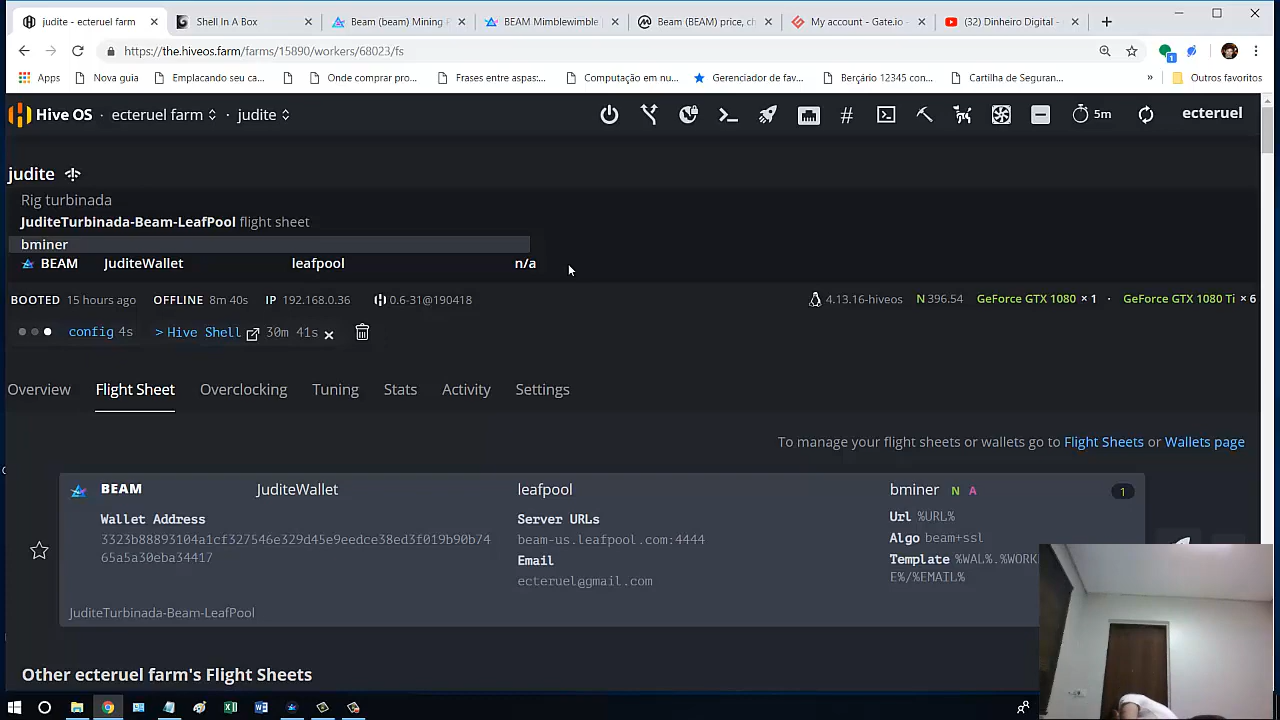 judite - ecteruel farm
Shell In A Box
Beam (beam) Mining
BEAM Mimblewimble
Beam (BEAM) price, c
My account - Gate.io -
(32) Dinheiro Digital -
https://the.hiveos.farm/farms/15890/workers/68023/fs
Apps
Nova guia
Emplacando seu ca...
Onde comprar pro...
Frases entre aspas:...
Computação em nu...
Gerenciador de fav...
Berçário 12345 con...
Cartilha de Seguran...
»
Outros favoritos
Hive OS · ecteruel farm · judite
5m
ecteruel
judite
Rig turbinada
JuditeTurbinada-Beam-LeafPool flight sheet
bminer
BEAM JuditeWallet leafpool n/a
BOOTED 15 hours ago OFFLINE 8m 40s IP 192.168.0.36 0.6-31@190418 4.13.16-hiveos N 396.54 GeForce GTX 1080 × 1 · GeForce GTX 1080 Ti × 6
config 4s >Hive Shell 30m 41s ×
Overview Flight Sheet Overclocking Tuning Stats Activity Settings
To manage your flight sheets or wallets go to Flight Sheets or Wallets page
BEAM JuditeWallet leafpool bminer N A 1
Wallet Address
3323b88893104a1cf327546e329d45e9eedce38ed3f019b90b74
65a5a30eba34417
Server URLs
beam-us.leafpool.com:4444
Email
ecteruel@gmail.com
Url %URL%
Algo beam+ssl
Template %WAL%.%WORK
E%/%EMAIL%
JuditeTurbinada-Beam-LeafPool
Other ecteruel farm's Flight Sheets